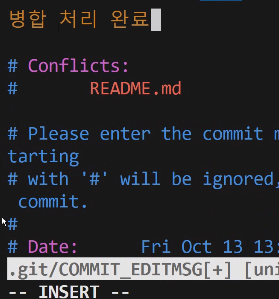 병합 처리 완료
# Conflicts:
#       README.md
# Please enter the commit m
tarting
# with '#' will be ignored,
 commit.
#
# Date:      Fri Oct 13 13:
.git/COMMIT_EDITMSG[+] [uni
-- INSERT --